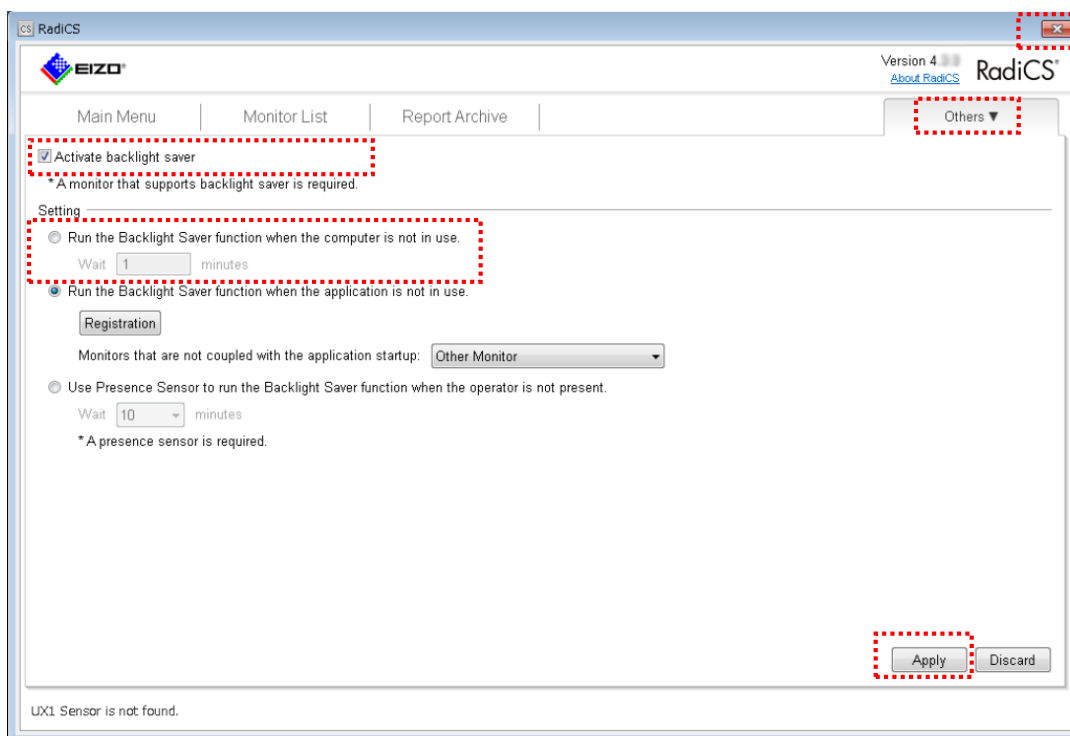 CS RadiCS
EIZO
Version 4.
About RadiCS
RadiCS
Main Menu
Monitor List
Report Archive
Others ▼
Activate backlight saver
* A monitor that supports backlight saver is required.
Setting
Run the Backlight Saver function when the computer is not in use.
Wait 1 minutes
Run the Backlight Saver function when the application is not in use.
Registration
Monitors that are not coupled with the application startup: Other Monitor
Use Presence Sensor to run the Backlight Saver function when the operator is not present.
Wait 10 minutes
* A presence sensor is required.
Apply Discard
UX1 Sensor is not found.